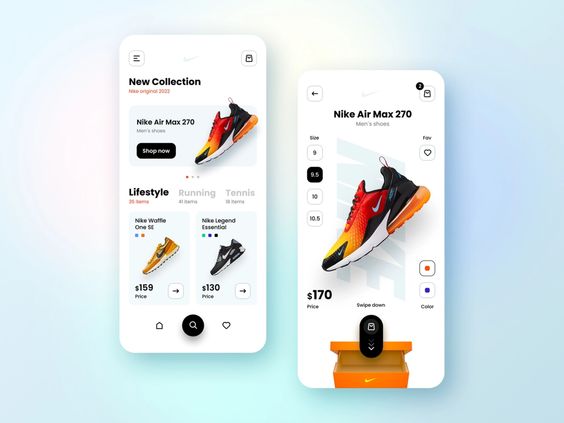 New Collection
Nike original 2022
Nike Air Max 270
Men's shoes
Shop now
Lifestyle
35 items
Running
41 items
Tennis
18 items
Nike Waffle
One SE
$159
Price
Nike Legend
Essential
$130
Price
2
Nike Air Max 270
Men's shoes
Size
9
9.5
10
10.5
Fav
NIKE
$170
Price
Swipe down
Color